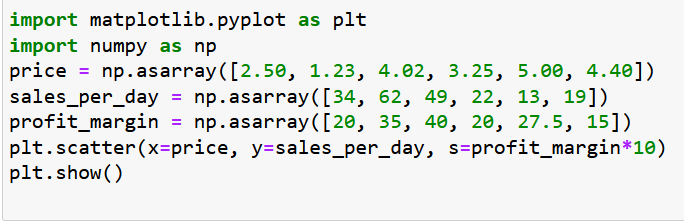 import matplotlib.pyplot as plt
import numpy as np
price = np.asarray([2.50, 1.23, 4.02, 3.25, 5.00, 4.40])
sales_per_day = np.asarray([34, 62, 49, 22, 13, 19])
profit_margin = np.asarray([20, 35, 40, 20, 27.5, 15])
plt.scatter(x=price, y=sales_per_day, s=profit_margin*10)
plt.show()